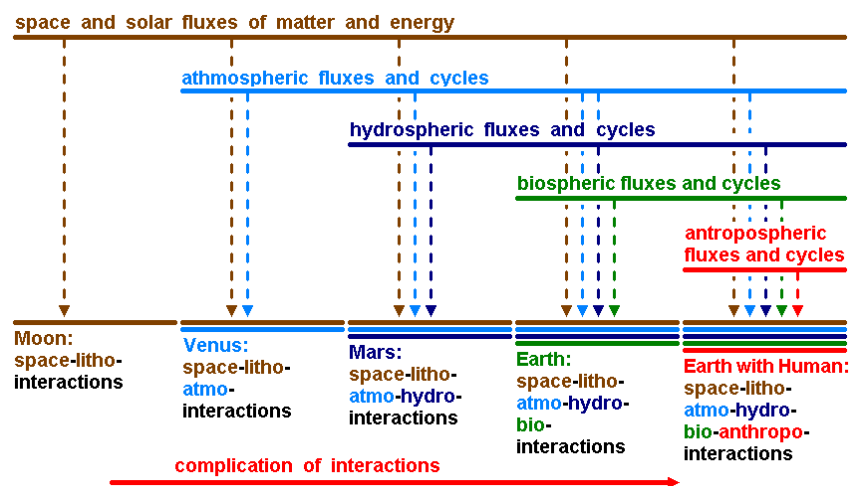 space and solar fluxes of matter and energy
athmospheric fluxes and cycles
hydrospheric fluxes and cycles
biospheric fluxes and cycles
antropospheric
fluxes and cycles
Moon:
space-litho-
interactions
Venus:
space-litho-
atmo-
interactions
Mars:
space-litho-
atmo-hydro-
interactions
Earth:
space-litho-
atmo-hydro-
bio-
interactions
Earth with Human:
space-litho-
atmo-hydro-
bio-anthropo-
interactions
complication of interactions